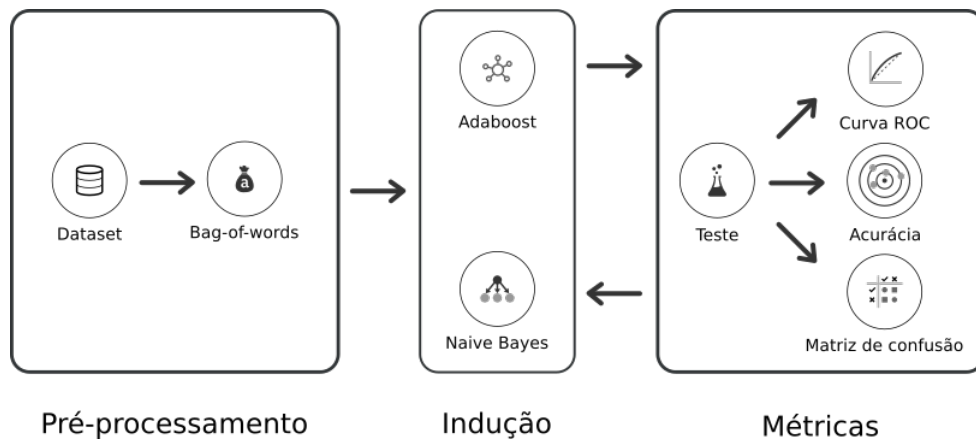 Dataset
Bag-of-words
Adaboost
Naive Bayes
Teste
Curva ROC
Acurácia
Matriz de confusão
Pré-processamento
Indução
Métricas